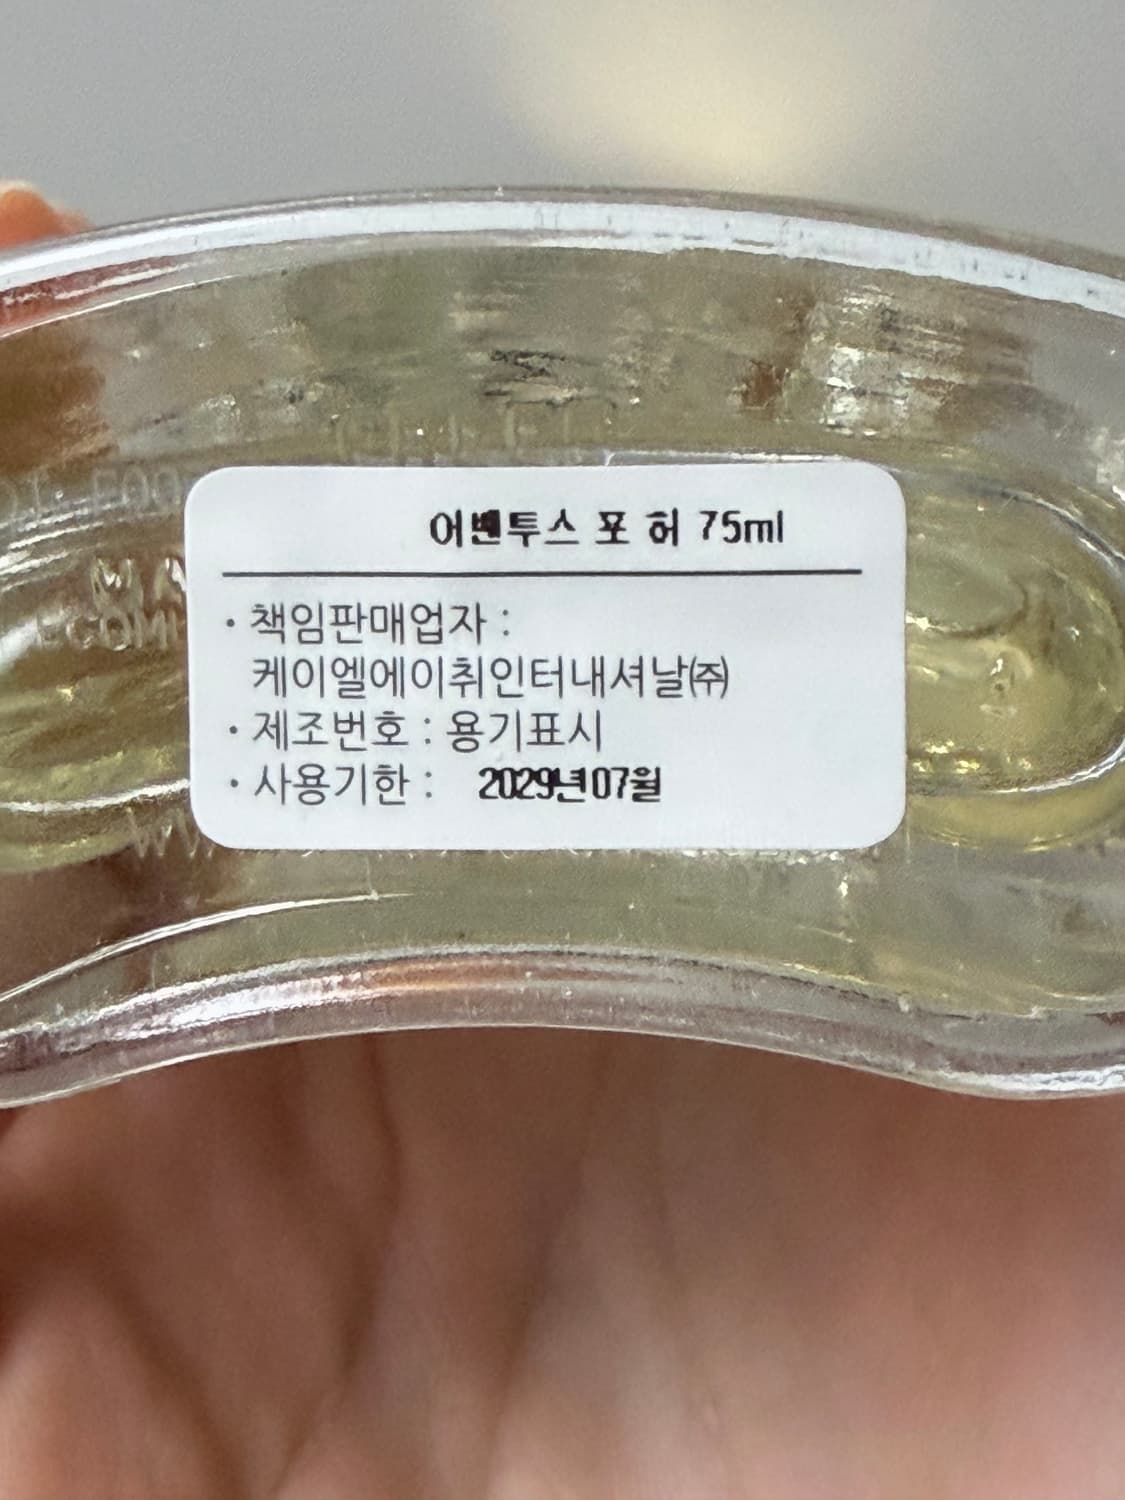 어벤투스 포 허 75ml
· 책임판매업자 :
케이엘에이취인터내셔날㈜
· 제조번호 : 용기표시
· 사용기한 : 2029년07월